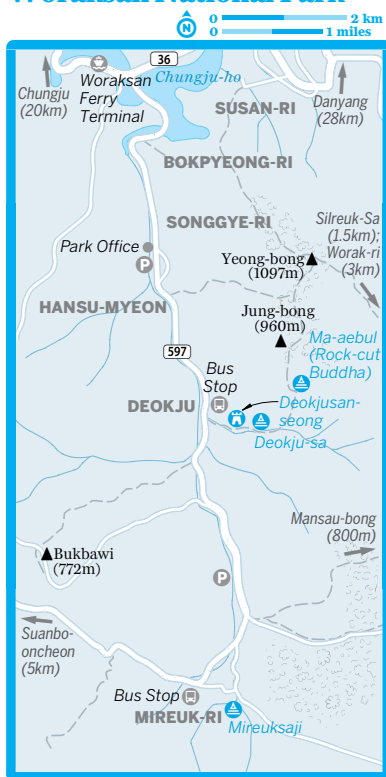 Woraksan National Park
N
0 2 km
0 1 miles
36
Chungju-ho
Chungju
(20km)
Woraksan
Ferry
Terminal
Danyang
(28km)
SUSAN-RI
BOKPYEONG-RI
SONGGYE-RI
Silreuk-Sa
(1.5km);
Worak-ri
(3km)
Park Office
P
Yeong-bong
(1097m)
HANSU-MYEON
Jung-bong
(960m)
597
Ma-aebul
(Rock-cut
Buddha)
Bus
Stop
DEOKJU
Deokjusan-
seong
Deokju-sa
Mansau-bong
(800m)
Bukbawi
(772m)
P
Suanbo-
oncheon
(5km)
Bus Stop
MIREUK-RI
Mireuksaji